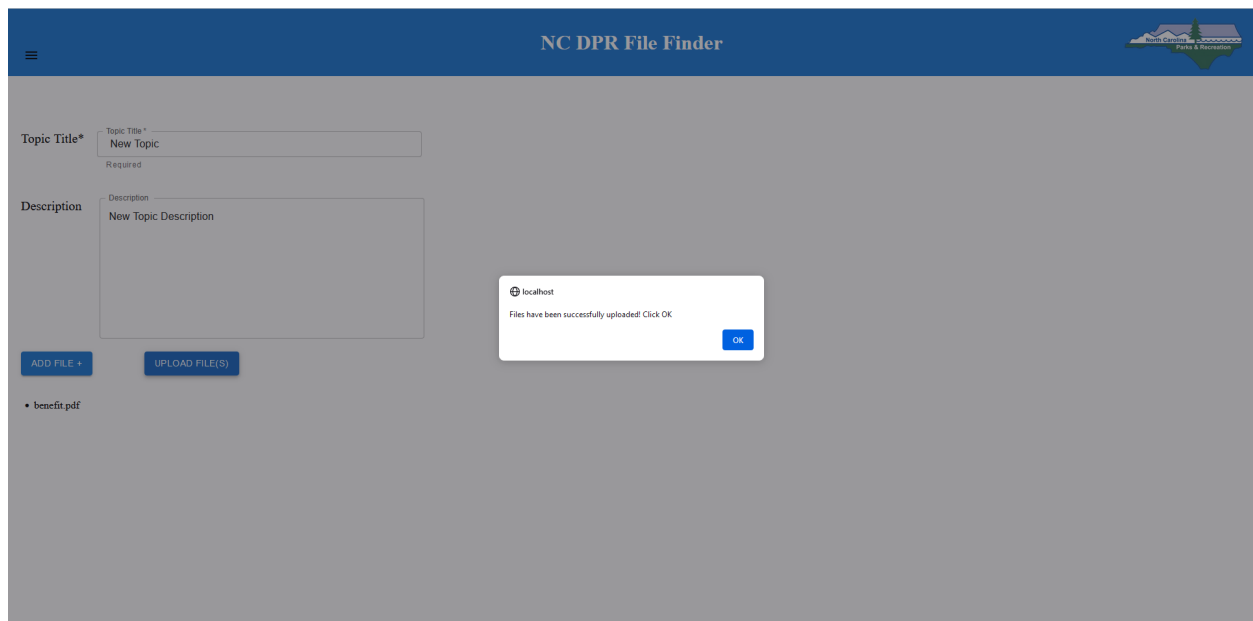 NC DPR File Finder
North Carolina
Parks & Recreation
Topic Title*
Topic Title *
New Topic
Required
Description
Description
New Topic Description
localhost
Files have been successfully uploaded! Click OK
OK
ADD FILE +
UPLOAD FILE(S)
• benefit.pdf